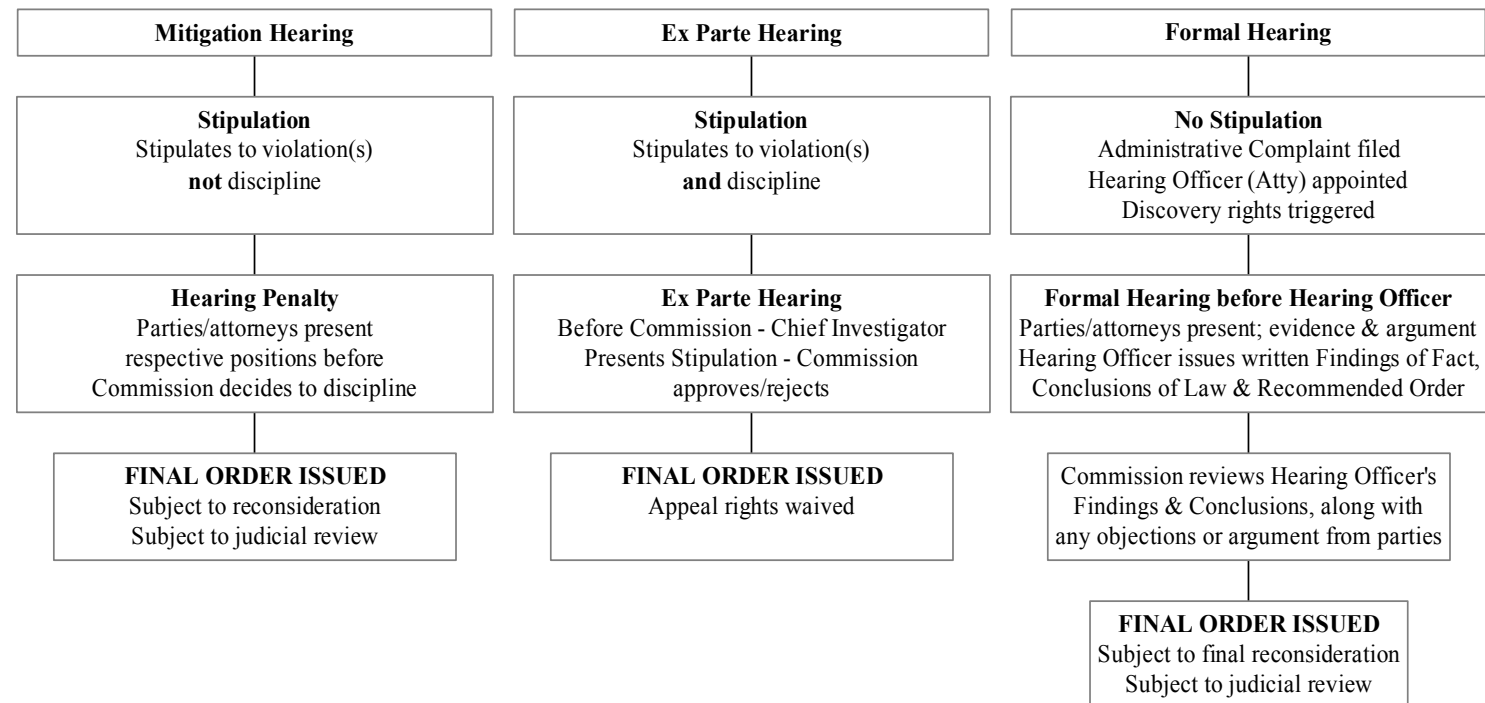 Mitigation Hearing
Stipulation
Stipulates to violation(s)
not discipline
Hearing Penalty
Parties/attorneys present
respective positions before
Commission decides to discipline
FINAL ORDER ISSUED
Subject to reconsideration
Subject to judicial review
Ex Parte Hearing
Stipulation
Stipulates to violation(s)
and discipline
Ex Parte Hearing
Before Commission - Chief Investigator
Presents Stipulation - Commission
approves/rejects
FINAL ORDER ISSUED
Appeal rights waived
Formal Hearing
No Stipulation
Administrative Complaint filed
Hearing Officer (Atty) appointed
Discovery rights triggered
Formal Hearing before Hearing Officer
Parties/attorneys present; evidence & argument
Hearing Officer issues written Findings of Fact,
Conclusions of Law & Recommended Order
Commission reviews Hearing Officer's
Findings & Conclusions, along with
any objections or argument from parties
FINAL ORDER ISSUED
Subject to final reconsideration
Subject to judicial review